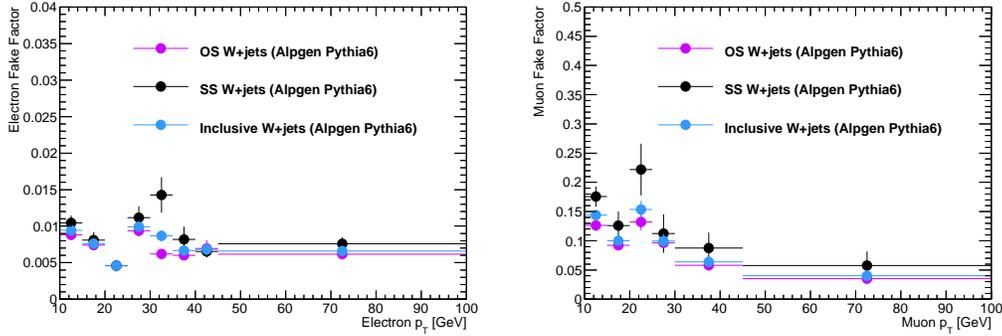 Electron Fake Factor
0.04
0.035
0.03
0.025
0.02
0.015
0.01
0.005
0
OS W+jets (Alpgen Pythia6)
SS W+jets (Alpgen Pythia6)
Inclusive W+jets (Alpgen Pythia6)
10 20 30 40 50 60 70 80 90 100
Electron p_T [GeV]
Muon Fake Factor
0.5
0.45
0.4
0.35
0.3
0.25
0.2
0.15
0.1
0.05
0
OS W+jets (Alpgen Pythia6)
SS W+jets (Alpgen Pythia6)
Inclusive W+jets (Alpgen Pythia6)
10 20 30 40 50 60 70 80 90 100
Muon p_T [GeV]